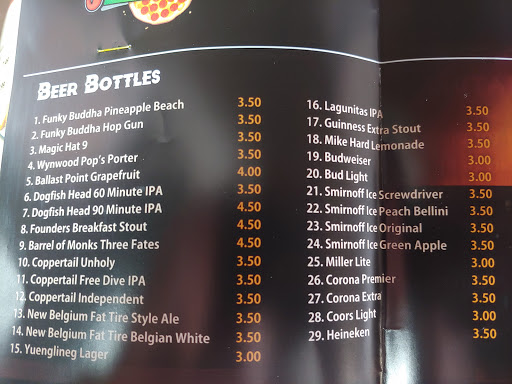 BEER BOTTLES
1. Funky Buddha Pineapple Beach 3.50
2. Funky Buddha Hop Gun 3.50
3. Magic Hat 9 3.50
4. Wynwood Pop's Porter 3.50
5. Ballast Point Grapefruit 4.00
6. Dogfish Head 60 Minute IPA 3.50
7. Dogfish Head 90 Minute IPA 4.50
8. Founders Breakfast Stout 4.50
9. Barrel of Monks Three Fates 4.50
10. Coppertail Unholy 3.50
11. Coppertail Free Dive IPA 3.50
12. Coppertail Independent 3.50
13. New Belgium Fat Tire Style Ale 3.50
14. New Belgium Fat Tire Belgian White 3.50
15. Yuenglineg Lager 3.00
16. Lagunitas IPA 3.50
17. Guinness Extra Stout 3.50
18. Mike Hard Lemonade 3.50
19. Budweiser 3.00
20. Bud Light 3.00
21. Smirnoff Ice Screwdriver 3.50
22. Smirnoff Ice Peach Bellini 3.50
23. Smirnoff Ice Original 3.50
24. Smirnoff Ice Green Apple 3.50
25. Miller Lite 3.00
26. Corona Premier 3.50
27. Corona Extra 3.50
28. Coors Light 3.00
29. Heineken 3.50